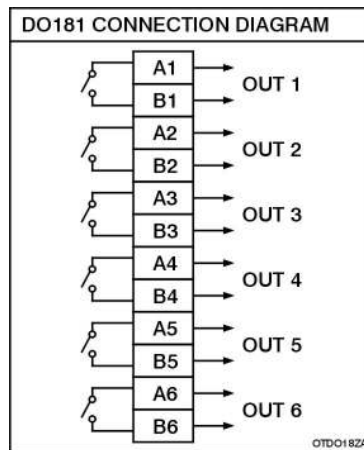 DO181 CONNECTION DIAGRAM
A1
OUT 1
B1
A2
OUT 2
B2
A3
OUT 3
B3
A4
OUT 4
B4
A5
OUT 5
B5
A6
OUT 6
B6
OTDO18ZA